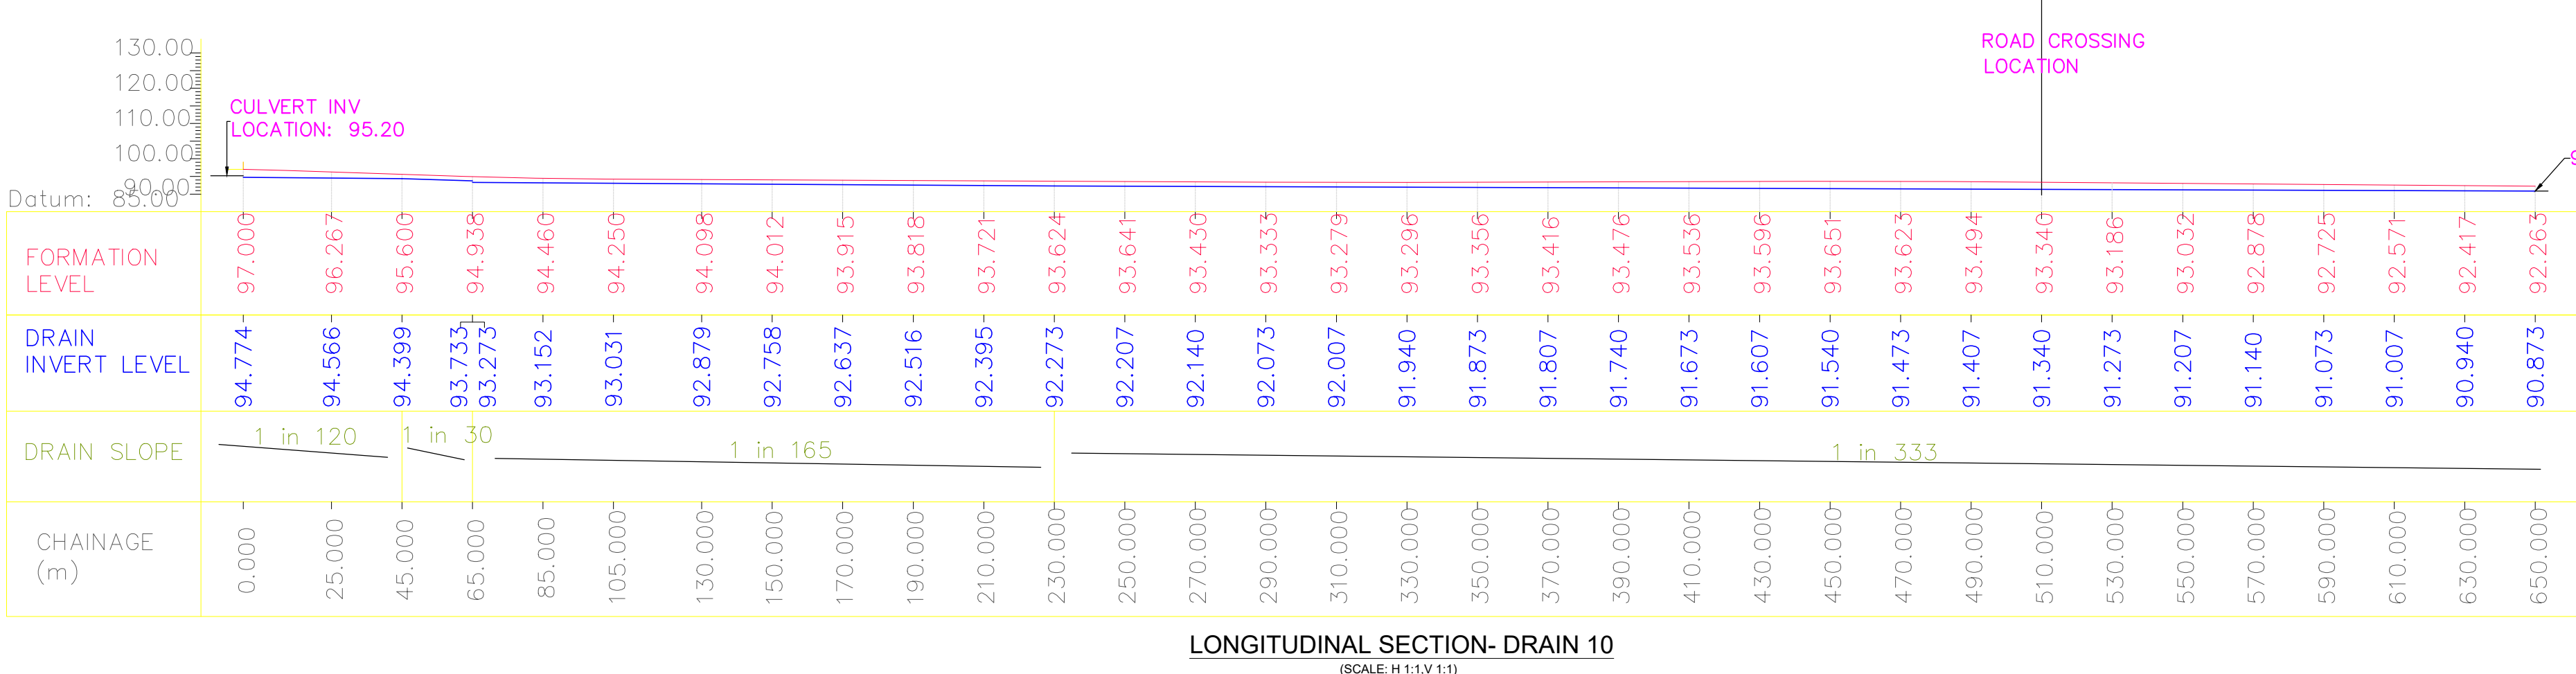 ROAD CROSSING
LOCATION
130.00
120.00
110.00
100.00
90.00
Datum: 85.00
CULVERT INV
LOCATION: 95.20
FORMATION
LEVEL
97.000 96.267 95.600 94.938 94.460 94.250 94.098 94.012 93.915 93.818 93.721 93.624 93.641 93.430 93.333 93.279 93.296 93.356 93.416 93.476 93.536 93.596 93.651 93.623 93.494 93.340 93.186 93.032 92.878 92.725 92.571 92.417 92.263
DRAIN
INVERT LEVEL
94.774 94.566 94.399 93.733 93.273 93.152 93.031 92.879 92.758 92.637 92.516 92.395 92.273 92.207 92.140 92.073 92.007 91.940 91.873 91.807 91.740 91.673 91.607 91.540 91.473 91.407 91.340 91.273 91.207 91.140 91.073 91.007 90.940 90.873
DRAIN SLOPE
1 in 120 1 in 30 1 in 165 1 in 333
CHAINAGE
(m)
0.000 25.000 45.000 65.000 85.000 105.000 130.000 150.000 170.000 190.000 210.000 230.000 250.000 270.000 290.000 310.000 330.000 350.000 370.000 390.000 410.000 430.000 450.000 470.000 490.000 510.000 530.000 550.000 570.000 590.000 610.000 630.000 650.000
LONGITUDINAL SECTION- DRAIN 10
(SCALE: H 1:1,V 1:1)